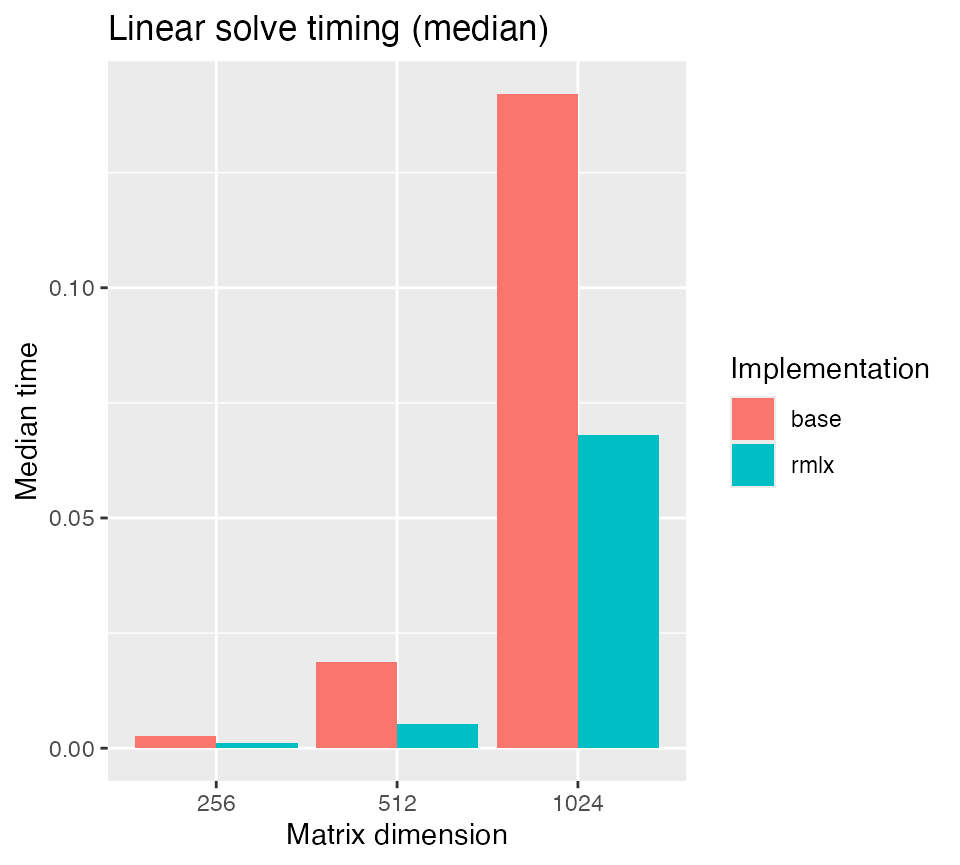 Linear solve timing (median)
Median time
0.10
0.05
0.00
256 512 1024
Matrix dimension
Implementation
base
rmlx